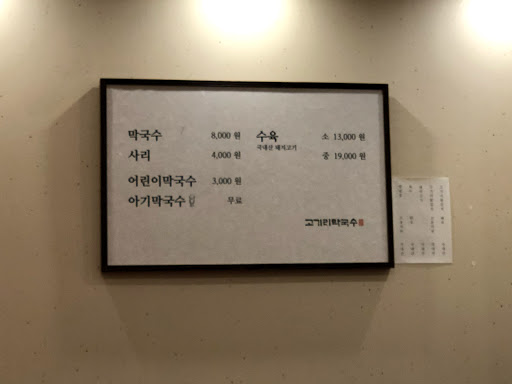 막국수 8,000 원
사리 4,000 원
어린이막국수 3,000 원
아기막국수 무료
수육 소 13,000 원
국내산 돼지고기
중 19,000 원
고기리막국수